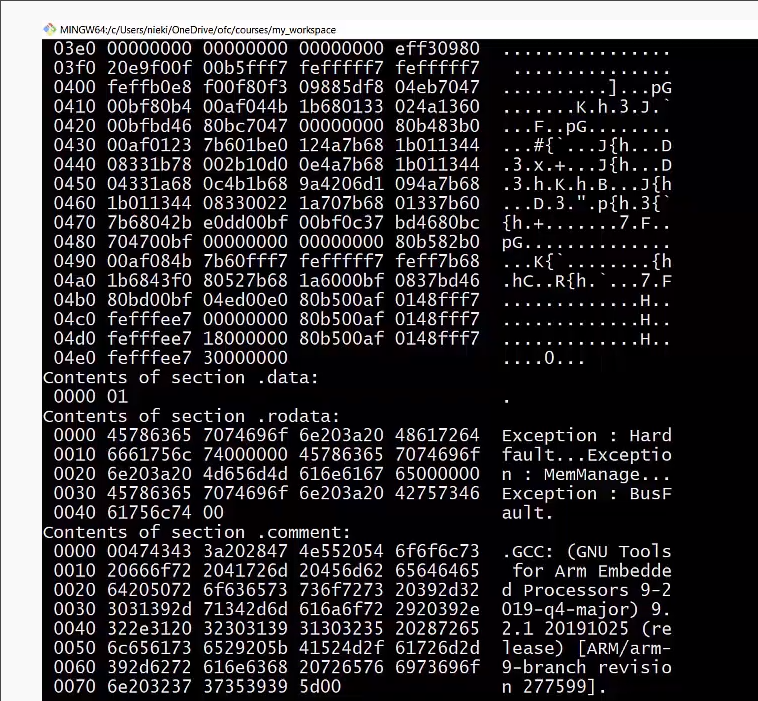 MINGW64:/c/Users/nieki/OneDrive/ofc/courses/my_workspace
03e0 00000000 00000000 00000000 eff30980 ................
03f0 20e9f00f 00b5fff7 fefffff7 fefffff7 ...............
0400 feffb0e8 f00f80f3 09885df8 04eb7047 ..........]...pG
0410 00bf80b4 00af044b 1b680133 024a1360 .......K.h.3.J.`
0420 00bfbd46 80bc7047 00000000 80b483b0 ...F..pG........
0430 00af0123 7b601be0 124a7b68 1b011344 ...#{`...J{h...D
0440 08331b78 002b10d0 0e4a7b68 1b011344 .3.x.+...J{h...D
0450 04331a68 0c4b1b68 9a4206d1 094a7b68 .3.h.K.h.B...J{h
0460 1b011344 08330022 1a707b68 01337b60 ...D.3.".p{h.3{`
0470 7b68042b e0dd00bf 00bf0c37 bd4680bc {h.+.......7.F..
0480 704700bf 00000000 00000000 80b582b0 pG..............
0490 00af084b 7b60fff7 fefffff7 feff7b68 ...K{`........{h
04a0 1b6843f0 80527b68 1a6000bf 0837bd46 .hC..R{h.`...7.F
04b0 80bd00bf 04ed00e0 80b500af 0148fff7 .............H..
04c0 fefffee7 00000000 80b500af 0148fff7 .............H..
04d0 fefffee7 18000000 80b500af 0148fff7 .............H..
04e0 fefffee7 30000000 ....0...
Contents of section .data:
0000 01 .
Contents of section .rodata:
0000 45786365 7074696f 6e203a20 48617264 Exception : Hard
0010 6661756c 74000000 45786365 7074696f fault...Exceptio
0020 6e203a20 4d656d4d 616e6167 65000000 n : MemManage...
0030 45786365 7074696f 6e203a20 42757346 Exception : BusF
0040 61756c74 00 ault.
Contents of section .comment:
0000 00474343 3a202847 4e552054 6f6f6c73 .GCC: (GNU Tools
0010 20666f72 2041726d 20456d62 65646465 for Arm Embedde
0020 64205072 6f636573 736f7273 20392d32 d Processors 9-2
0030 3031392d 71342d6d 616a6f72 2920392e 019-q4-major) 9.
0040 322e3120 32303139 31303235 20287265 2.1 20191025 (re
0050 6c656173 6529205b 41524d2f 61726d2d lease) [ARM/arm-
0060 392d6272 616e6368 20726576 6973696f 9-branch revisio
0070 6e203237 37353939 5d00 n 277599].